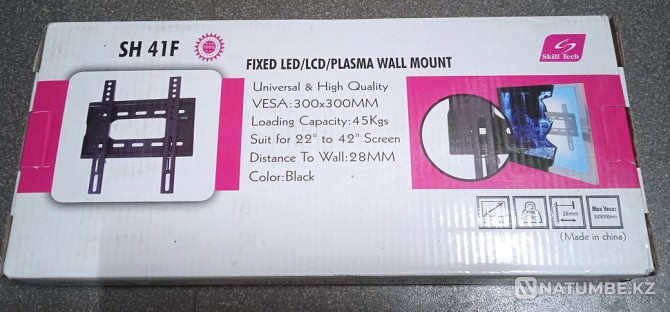 SH 41F
FIXED LED/LCD/PLASMA WALL MOUNT
Skill Tech
Universal & High Quality
VESA:300x300MM
Loading Capacity:45Kgs
Suit for 22" to 42" Screen
Distance To Wall:28MM
Color:Black
28mm
Max Vesa:
300X300mm
(Made in china)
NATUMBE.KZ